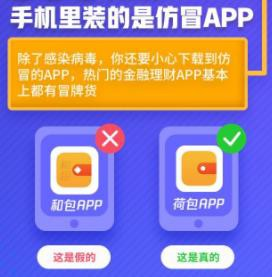 手机里装的是仿冒APP
除了感染病毒，你还要小心下载到仿
冒的APP，热门的金融理财APP基本
上都有冒牌货
和包APP
荷包APP
这是假的
这是真的